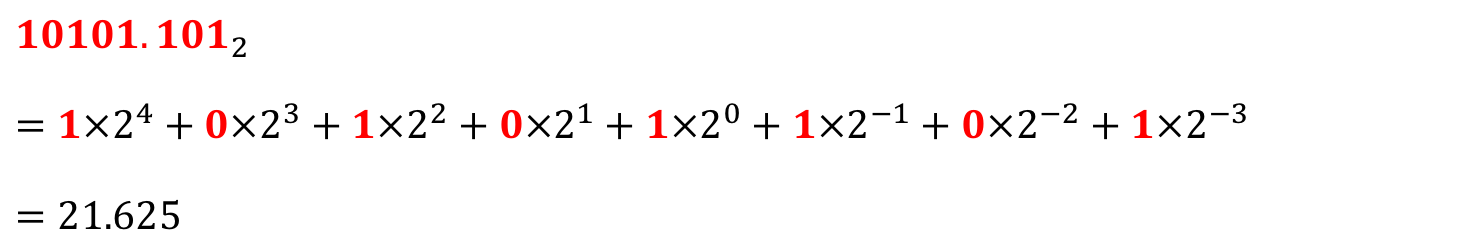 10101.101₂
= 1×2⁴ + 0×2³ + 1×2² + 0×2¹ + 1×2⁰ + 1×2⁻¹ + 0×2⁻² + 1×2⁻³
= 21.625